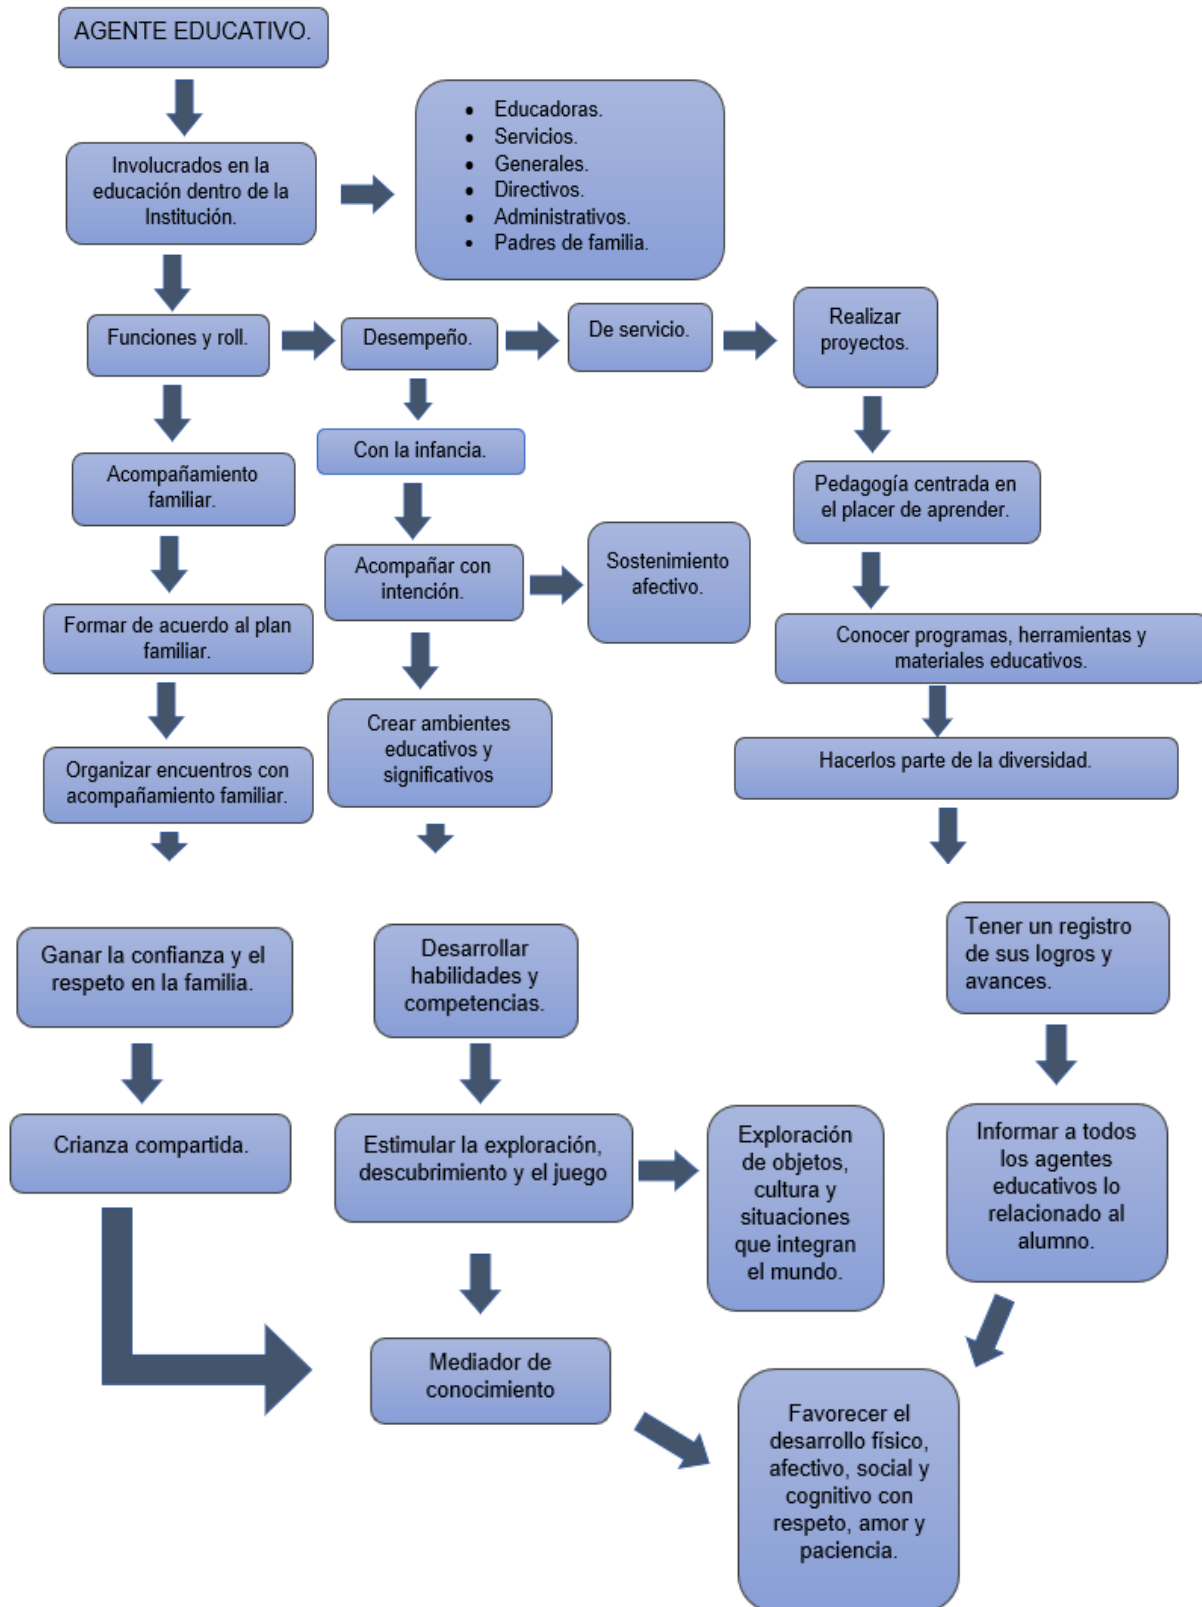 AGENTE EDUCATIVO.
Involucrados en la
educación dentro de la
Institución.
• Educadoras.
• Servicios.
• Generales.
• Directivos.
• Administrativos.
• Padres de familia.
Funciones y roll.
Desempeño.
De servicio.
Realizar
proyectos.
Acompañamiento
familiar.
Con la infancia.
Pedagogía centrada en
el placer de aprender.
Formar de acuerdo al plan
familiar.
Acompañar con
intención.
Sostenimiento
afectivo.
Conocer programas, herramientas y
materiales educativos.
Organizar encuentros con
acompañamiento familiar.
Crear ambientes
educativos y
significativos
Hacerlos parte de la diversidad.
Ganar la confianza y el
respeto en la familia.
Desarrollar
habilidades y
competencias.
Tener un registro
de sus logros y
avances.
Crianza compartida.
Estimular la exploración,
descubrimiento y el juego
Exploración
de objetos,
cultura y
situaciones
que integran
el mundo.
Informar a todos
los agentes
educativos lo
relacionado al
alumno.
Mediador de
conocimiento
Favorecer el
desarrollo físico,
afectivo, social y
cognitivo con
respeto, amor y
paciencia.